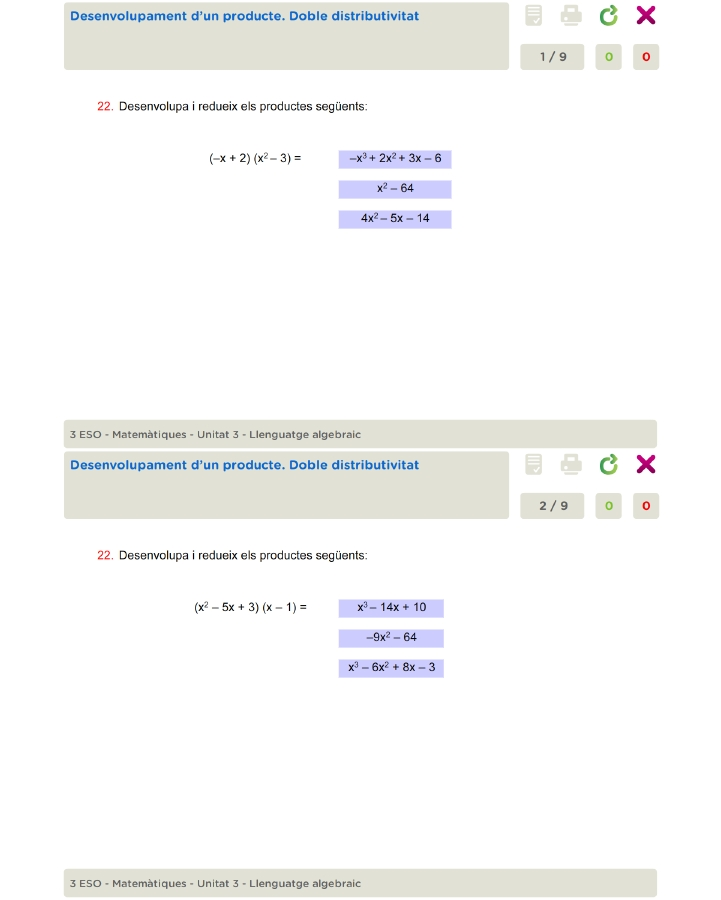 Desenvolupament d'un producte. Doble distributivitat
1 / 9 0 0
22. Desenvolupa i redueix els productes següents:
(–x + 2) (x² – 3) = –x³ + 2x² + 3x – 6
x² – 64
4x² – 5x – 14
3 ESO - Matemàtiques - Unitat 3 - Llenguatge algebraic
Desenvolupament d'un producte. Doble distributivitat
2 / 9 0 0
22. Desenvolupa i redueix els productes següents:
(x² – 5x + 3) (x – 1) = x³ – 14x + 10
–9x² – 64
x³ – 6x² + 8x – 3
3 ESO - Matemàtiques - Unitat 3 - Llenguatge algebraic